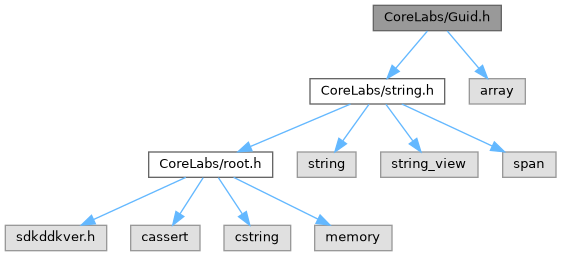 CoreLabs/Guid.h
CoreLabs/string.h
array
CoreLabs/root.h
string
string_view
span
sdkddkver.h
cassert
cstring
memory